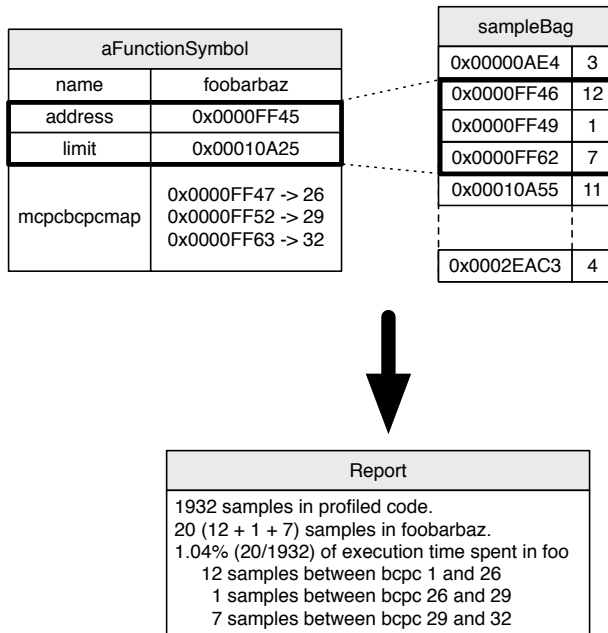 aFunctionSymbol
name foobarbaz
address 0x0000FF45
limit 0x00010A25
mcpcbcpcmap
0x0000FF47 -> 26
0x0000FF52 -> 29
0x0000FF63 -> 32
sampleBag
0x00000AE4 3
0x0000FF46 12
0x0000FF49 1
0x0000FF62 7
0x00010A55 11
0x0002EAC3 4
Report
1932 samples in profiled code.
20 (12 + 1 + 7) samples in foobarbaz.
1.04% (20/1932) of execution time spent in foo
12 samples between bcpc 1 and 26
1 samples between bcpc 26 and 29
7 samples between bcpc 29 and 32